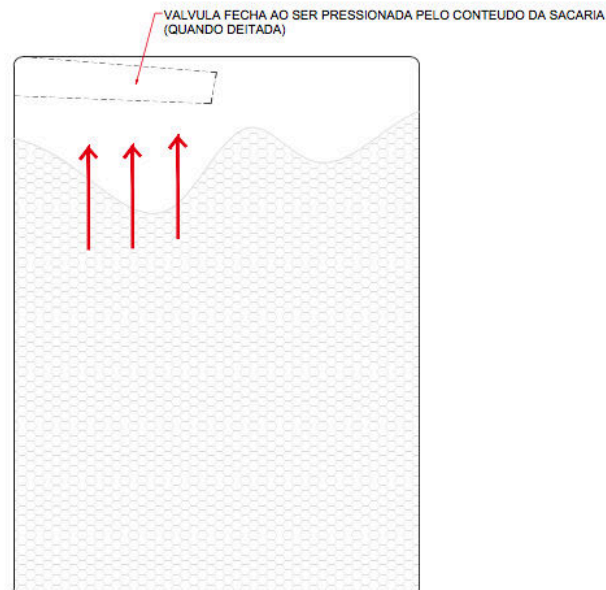 VALVULA FECHA AO SER PRESSIONADA PELO CONTEUDO DA SACARIA
(QUANDO DEITADA)